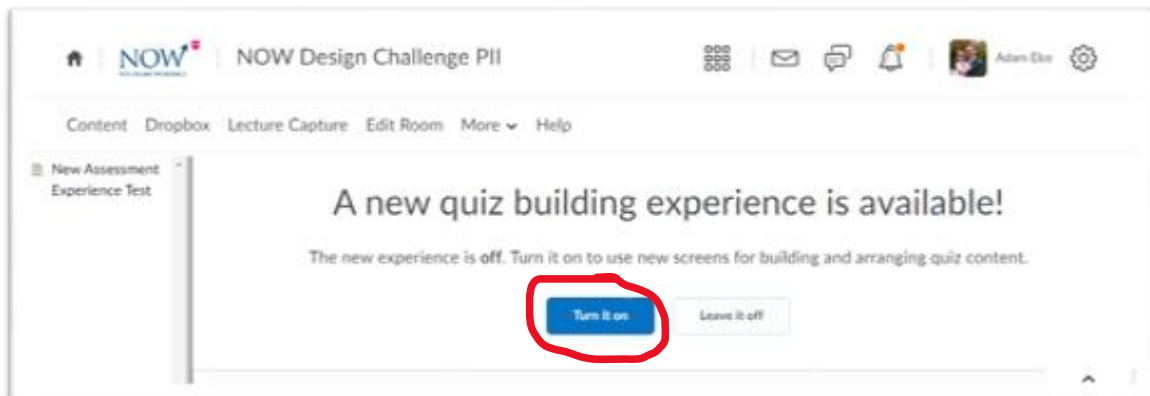 NOW NOW Design Challenge PII Adam
Content Dropbox Lecture Capture Edit Room More Help
New Assessment
Experience Test
A new quiz building experience is available!
The new experience is off. Turn it on to use new screens for building and arranging quiz content.
Turn it on Leave it off